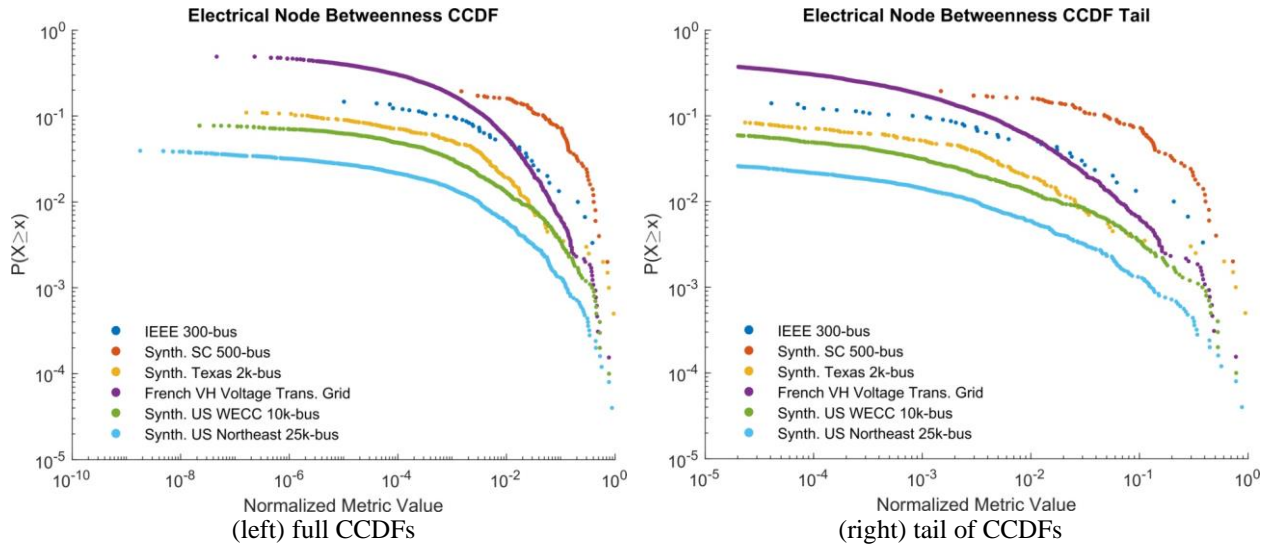 Electrical Node Betweenness CCDF
10^0
10^-1
10^-2
10^-3
10^-4
10^-5
P(X≥x)
IEEE 300-bus
Synth. SC 500-bus
Synth. Texas 2k-bus
French VH Voltage Trans. Grid
Synth. US WECC 10k-bus
Synth. US Northeast 25k-bus
10^-10 10^-8 10^-6 10^-4 10^-2 10^0
Normalized Metric Value
(left) full CCDFs
Electrical Node Betweenness CCDF Tail
10^0
10^-1
10^-2
10^-3
10^-4
10^-5
P(X≥x)
IEEE 300-bus
Synth. SC 500-bus
Synth. Texas 2k-bus
French VH Voltage Trans. Grid
Synth. US WECC 10k-bus
Synth. US Northeast 25k-bus
10^-5 10^-4 10^-3 10^-2 10^-1 10^0
Normalized Metric Value
(right) tail of CCDFs